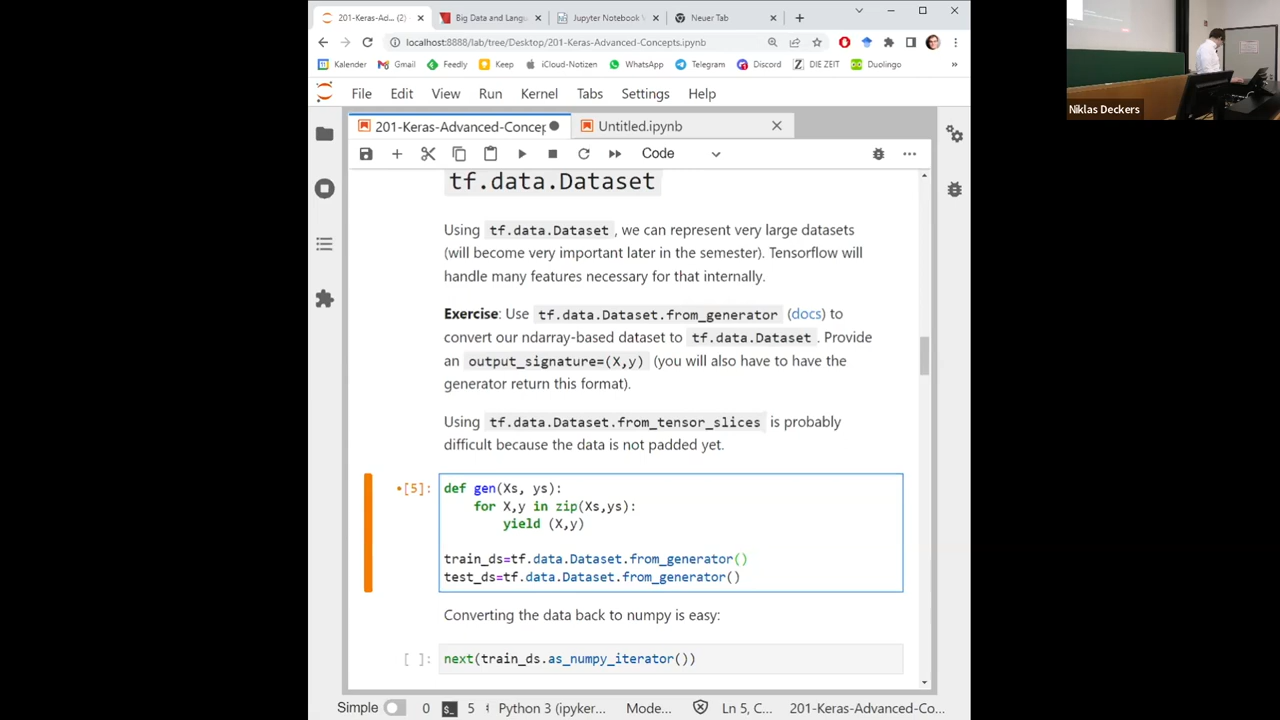 201-Keras-Ad... (2)
Big Data and Langu
Jupyter Notebook
Neuer Tab
localhost:8888/lab/tree/Desktop/201-Keras-Advanced-Concepts.ipynb
Kalender
Gmail
Feedly
Keep
iCloud-Notizen
WhatsApp
Telegram
Discord
DIE ZEIT
Duolingo
»
File Edit View Run Kernel Tabs Settings Help
201-Keras-Advanced-Concep
Untitled.ipynb
Code
tf.data.Dataset
Using tf.data.Dataset , we can represent very large datasets
(will become very important later in the semester). Tensorflow will
handle many features necessary for that internally.
Exercise: Use tf.data.Dataset.from_generator (docs) to
convert our ndarray-based dataset to tf.data.Dataset . Provide
an output_signature=(X,y) (you will also have to have the
generator return this format).
Using tf.data.Dataset.from_tensor_slices is probably
difficult because the data is not padded yet.
[5]:
def gen(Xs, ys):
for X,y in zip(Xs,ys):
yield (X,y)
train_ds=tf.data.Dataset.from_generator()
test_ds=tf.data.Dataset.from_generator()
Converting the data back to numpy is easy:
[ ]:
next(train_ds.as_numpy_iterator())
Simple
0
5
Python 3 (ipyker...
Mode...
Ln 5, C...
201-Keras-Advanced-Co...
Niklas Deckers